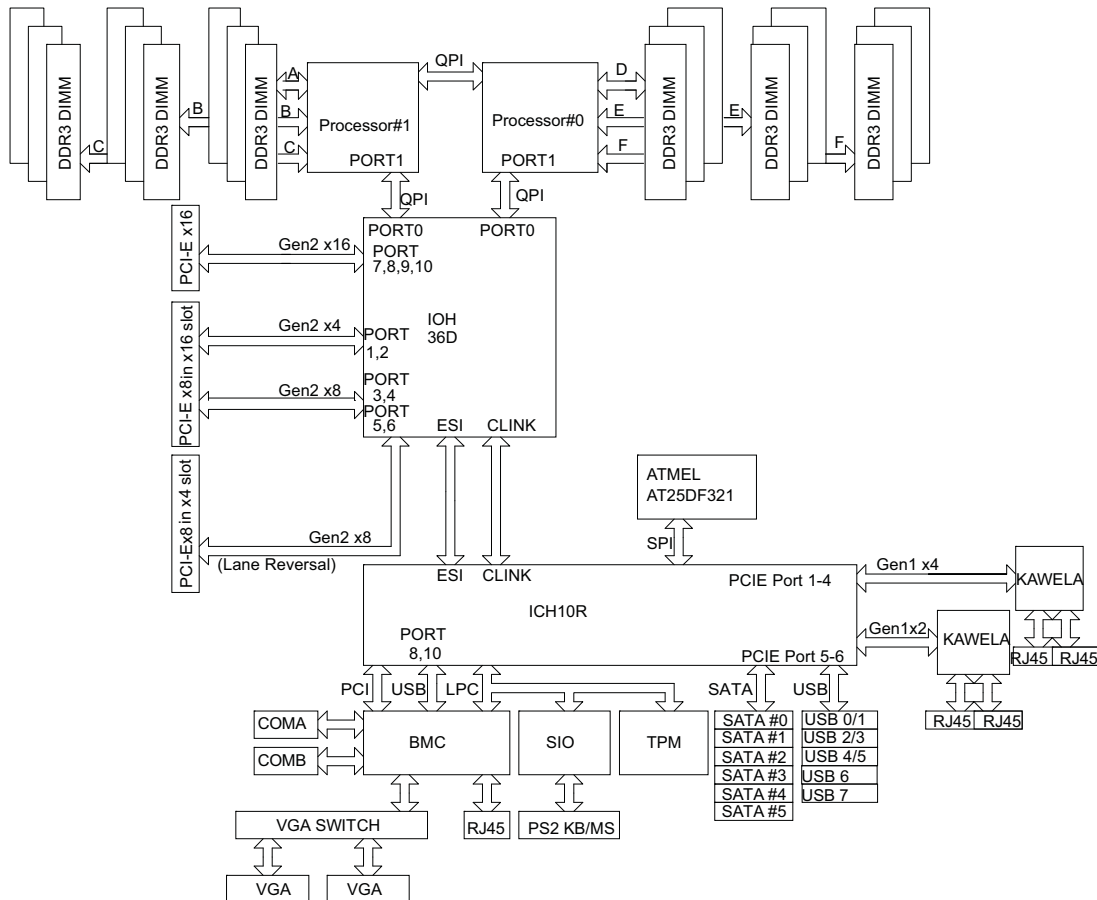 DDR3 DIMM
DDR3 DIMM
DDR3 DIMM
C
B
A
B
C
Processor#1
PORT1
QPI
Processor#0
PORT1
D
E
F
DDR3 DIMM
E
DDR3 DIMM
F
DDR3 DIMM
QPI
QPI
PORT0
PORT0
PCI-E x16
Gen2 x16
PORT
7,8,9,10
IOH
36D
PCI-E x8in x16 slot
Gen2 x4
PORT
1,2
Gen2 x8
PORT
3,4
PORT
5,6
ESI
CLINK
PCI-Ex8 in x4 slot
Gen2 x8
(Lane Reversal)
ATMEL
AT25DF321
SPI
ESI
CLINK
PCIE Port 1-4
ICH10R
PORT
8,10
PCIE Port 5-6
Gen1 x4
KAWELA
RJ45
RJ45
Gen1x2
KAWELA
RJ45
RJ45
PCI
USB
LPC
SATA
USB
COMA
COMB
BMC
SIO
TPM
SATA #0
SATA #1
SATA #2
SATA #3
SATA #4
SATA #5
USB 0/1
USB 2/3
USB 4/5
USB 6
USB 7
VGA SWITCH
RJ45
PS2 KB/MS
VGA
VGA